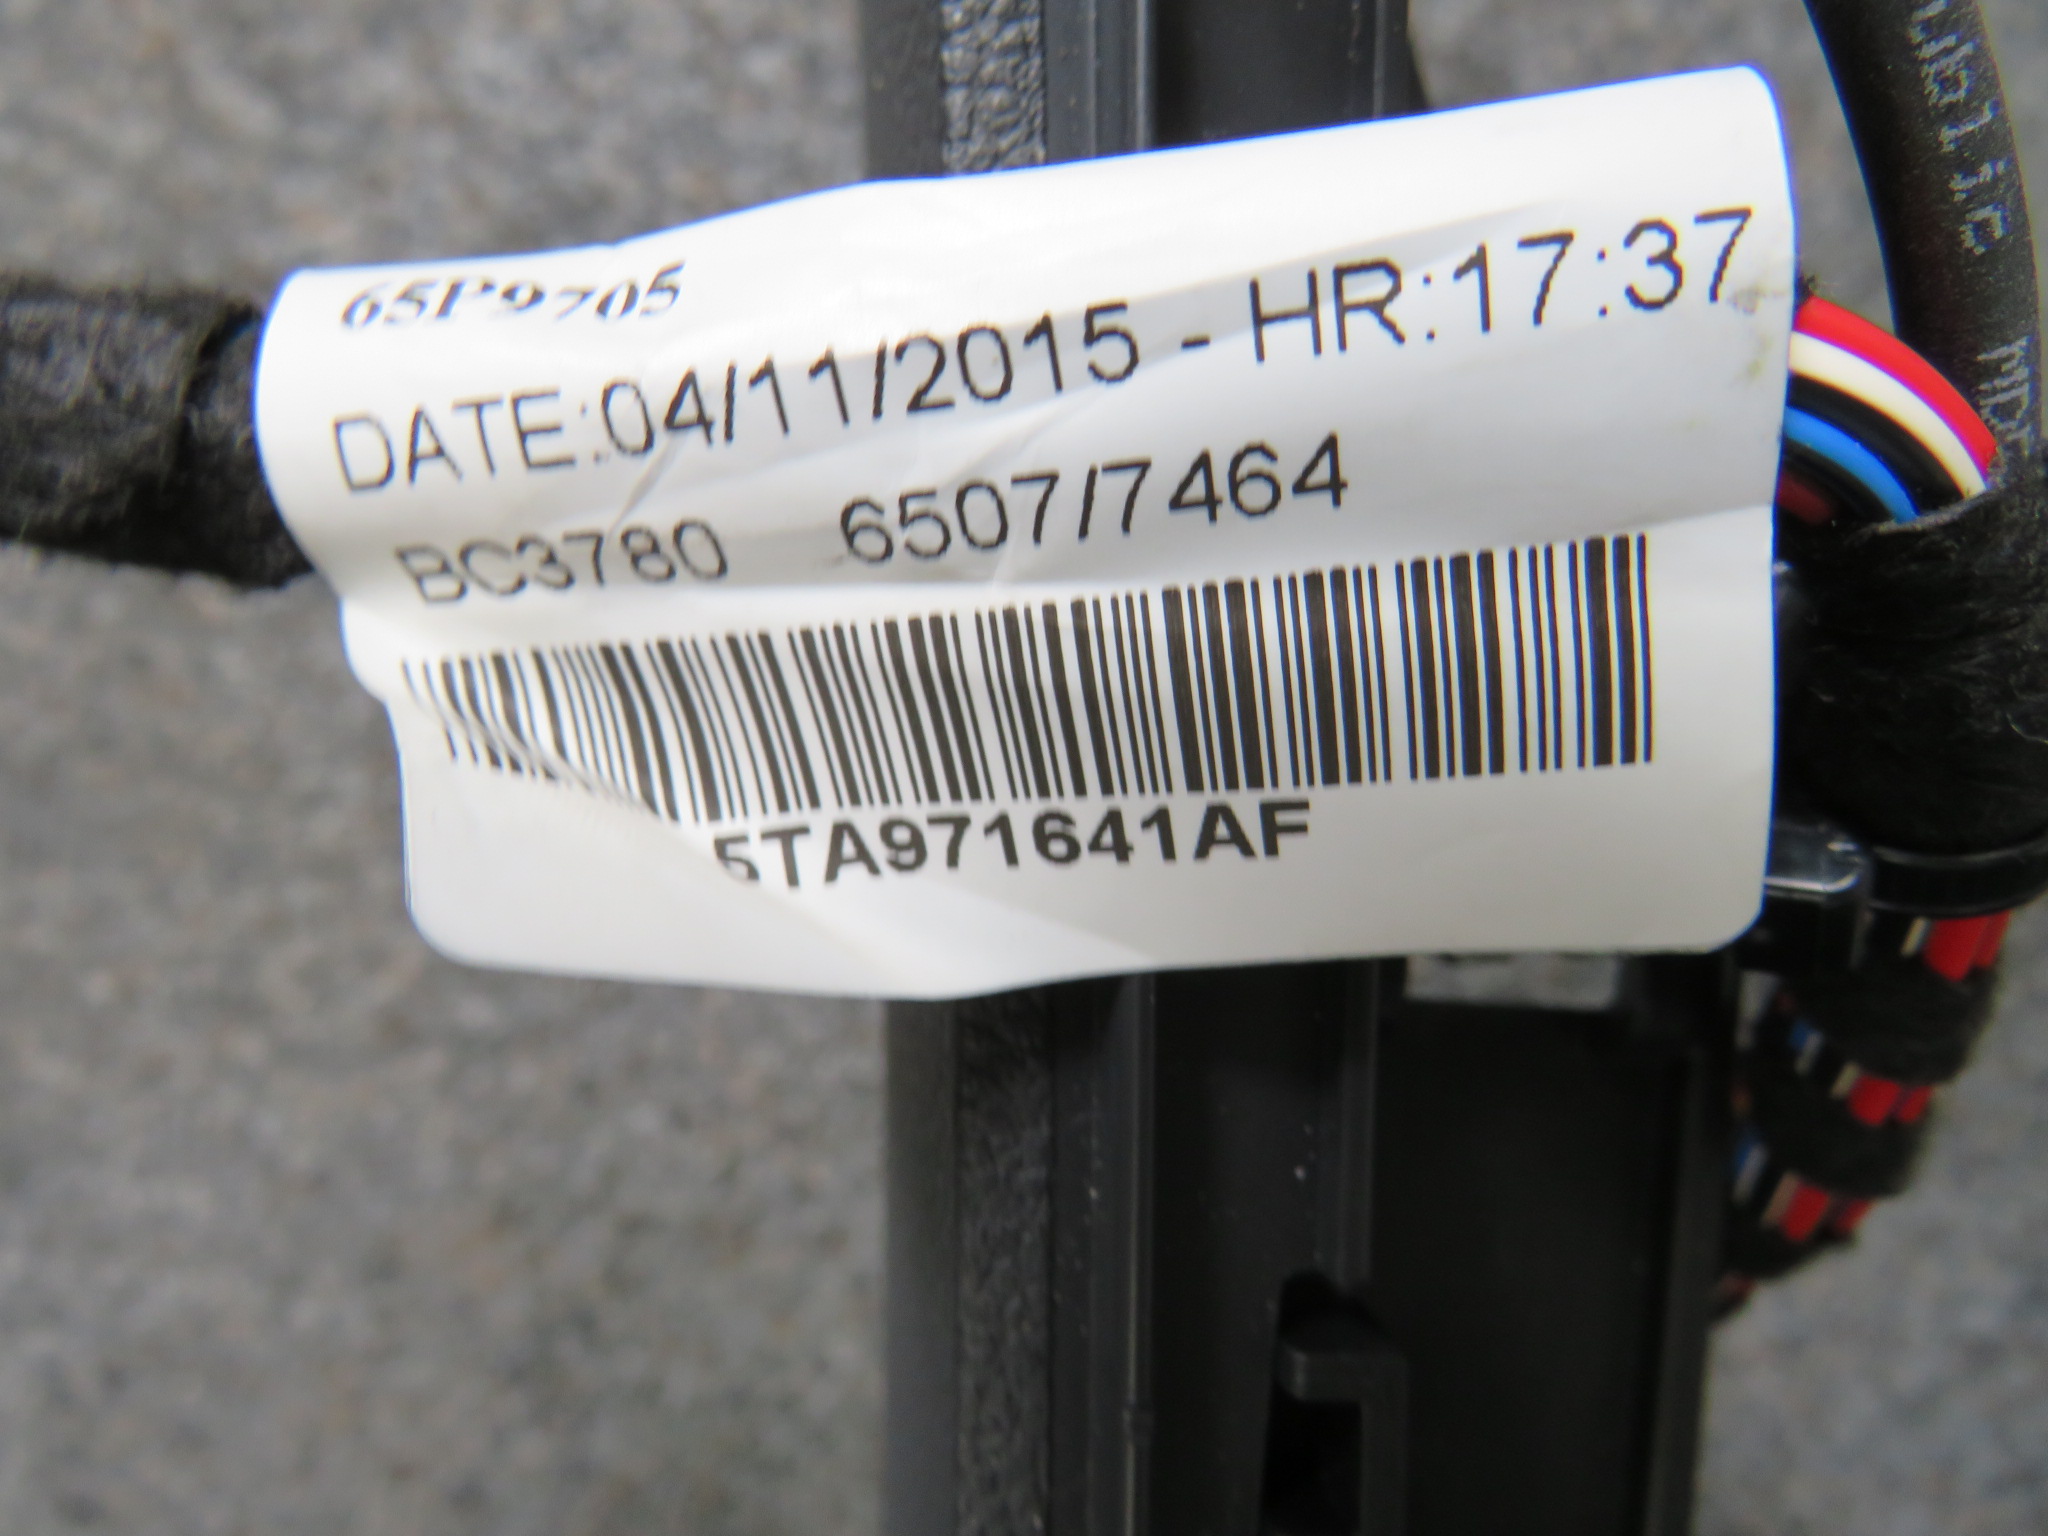 65P9705
DATE:04/11/2015 - HR:17:37
BC3780 6507/7464
5TA971641AF